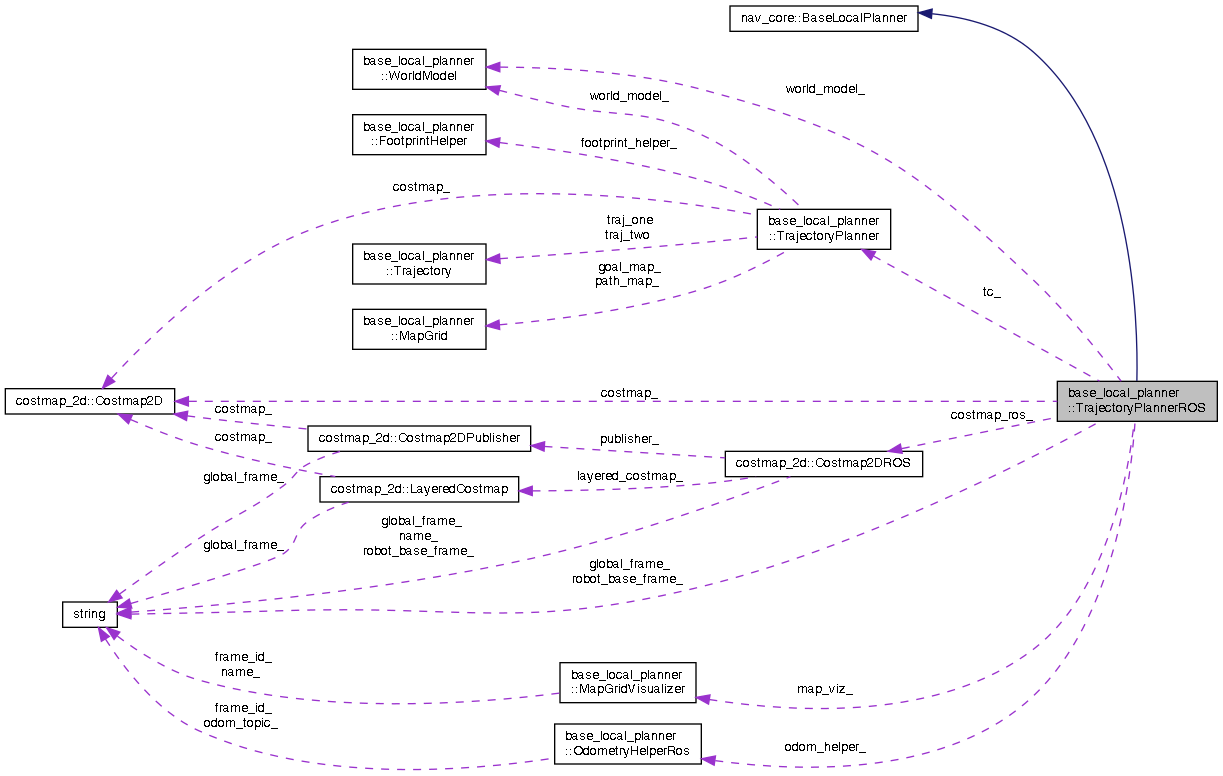 nav_core::BaseLocalPlanner
base_local_planner
::WorldModel
world_model_
world_model_
base_local_planner
::FootprintHelper
footprint_helper_
costmap_
base_local_planner
::TrajectoryPlanner
traj_one
traj_two
base_local_planner
::Trajectory
goal_map_
path_map_
tc_
base_local_planner
::MapGrid
costmap_2d::Costmap2D
costmap_
base_local_planner
::TrajectoryPlannerROS
costmap_
costmap_ros_
costmap_2d::Costmap2DPublisher
publisher_
costmap_
costmap_2d::Costmap2DROS
global_frame_
layered_costmap_
costmap_2d::LayeredCostmap
global_frame_
name_
robot_base_frame_
global_frame_
global_frame_
robot_base_frame_
string
frame_id_
name_
base_local_planner
::MapGridVisualizer
map_viz_
frame_id_
odom_topic_
base_local_planner
::OdometryHelperRos
odom_helper_